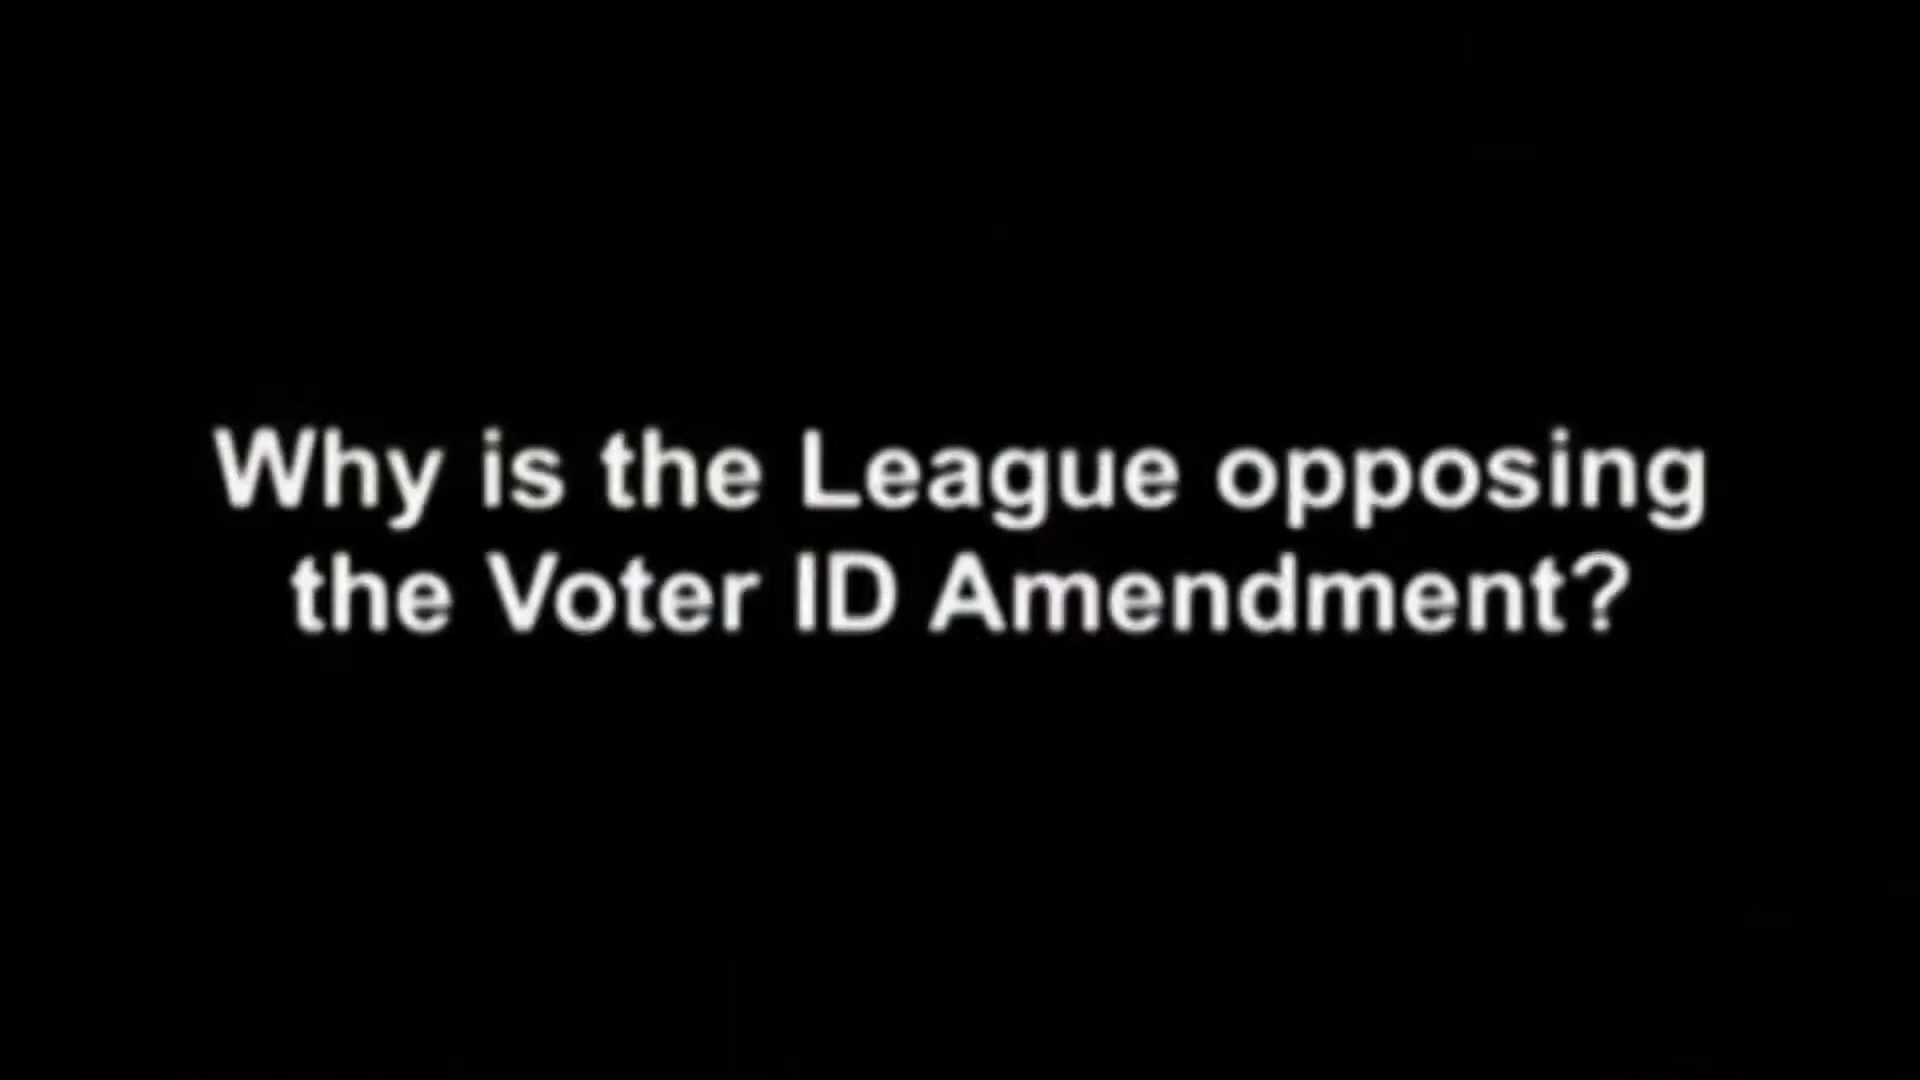 Why is the League opposing
the Voter ID Amendment?